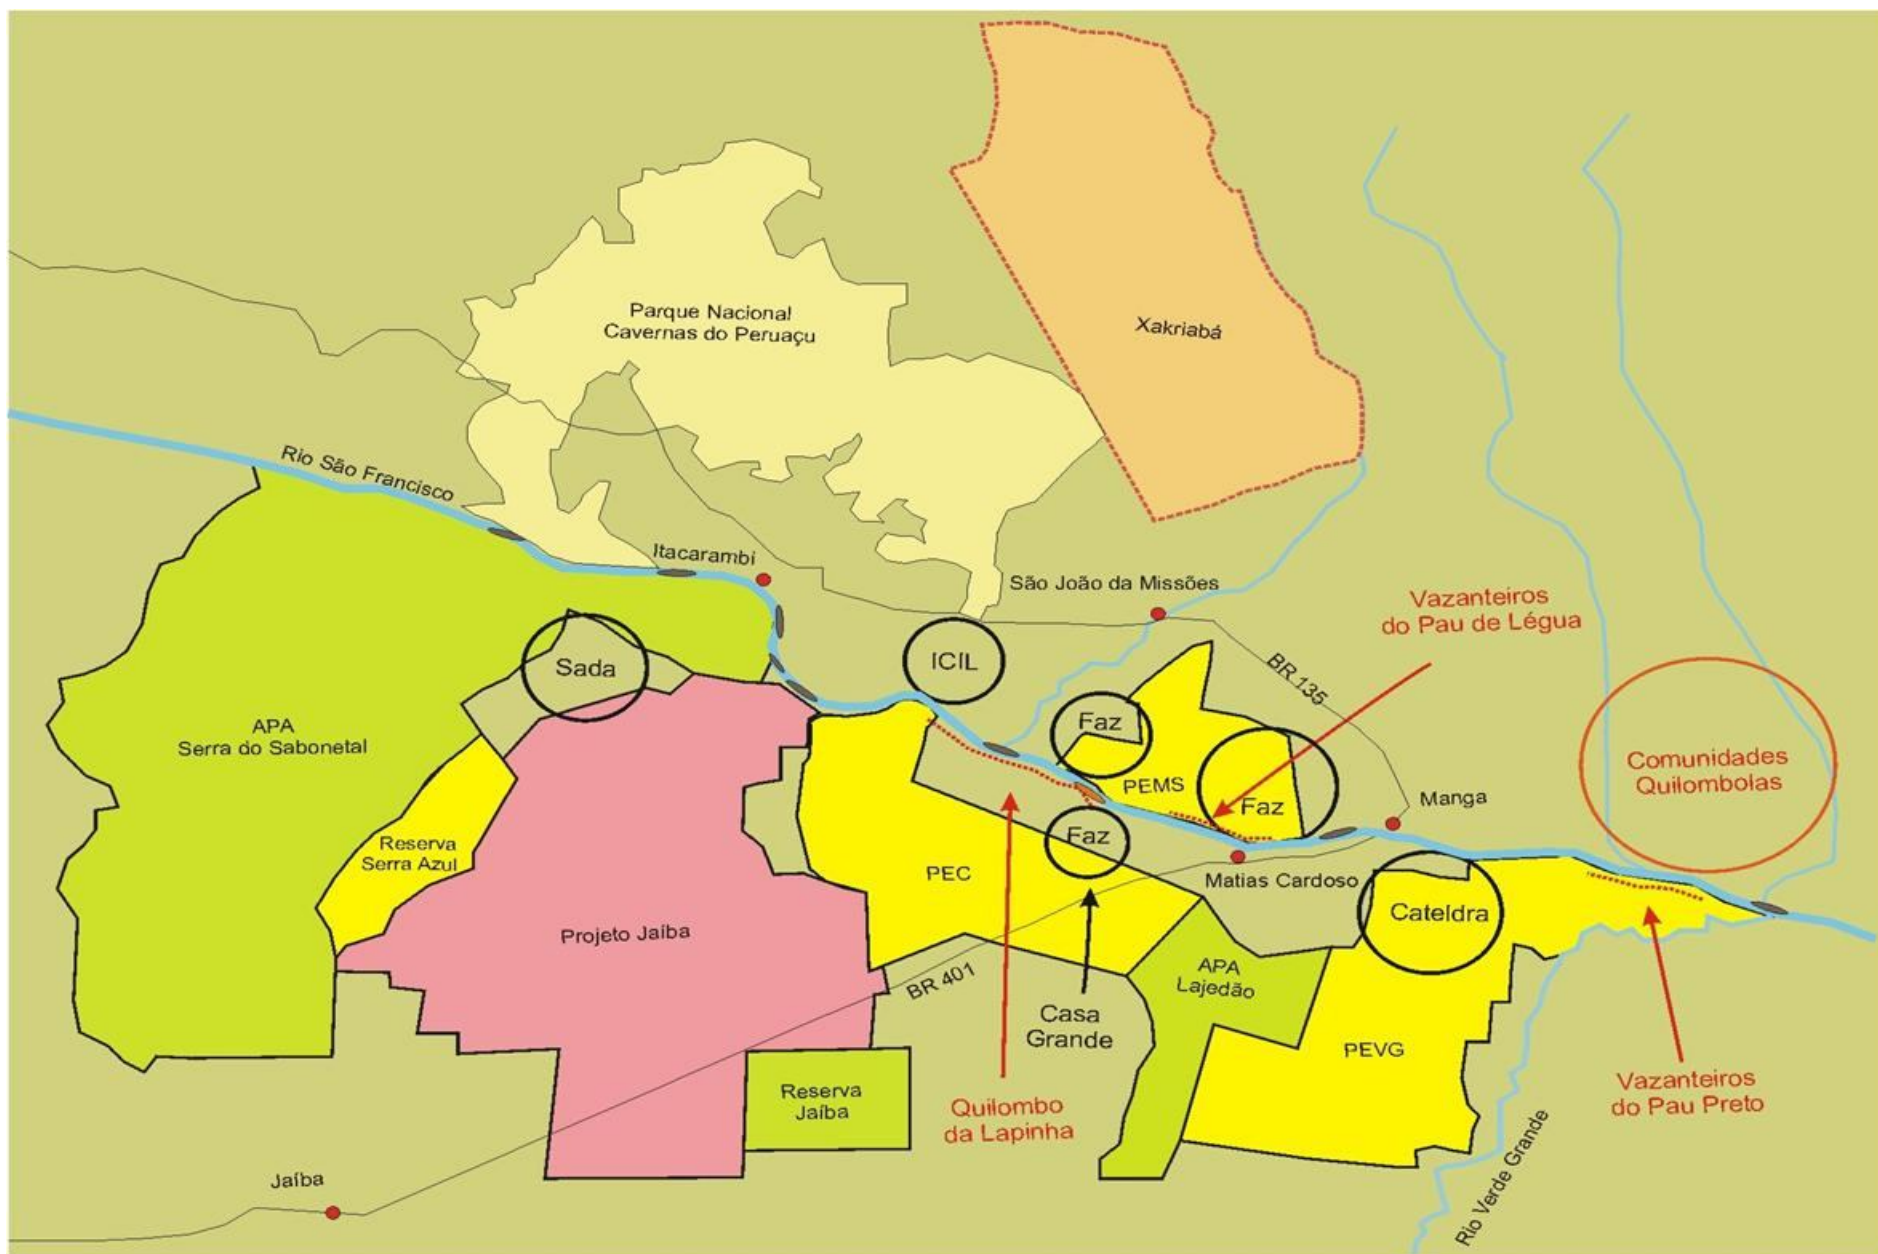 Parque Nacional
Cavernas do Peruaçu
Xakriabá
Rio São Francisco
Itacarambi
São João da Missões
Vazanteiros
do Pau de Légua
Sada
ICIL
BR 135
APA
Serra do Sabonetal
Faz
PEMS
Faz
Comunidades
Quilombolas
Manga
Reserva
Serra Azul
Faz
PEC
Matias Cardoso
Cateldra
Projeto Jaíba
BR 401
APA
Lajedão
Casa
Grande
PEVG
Reserva
Jaíba
Quilombo
da Lapinha
Vazanteiros
do Pau Preto
Jaíba
Rio Verde Grande